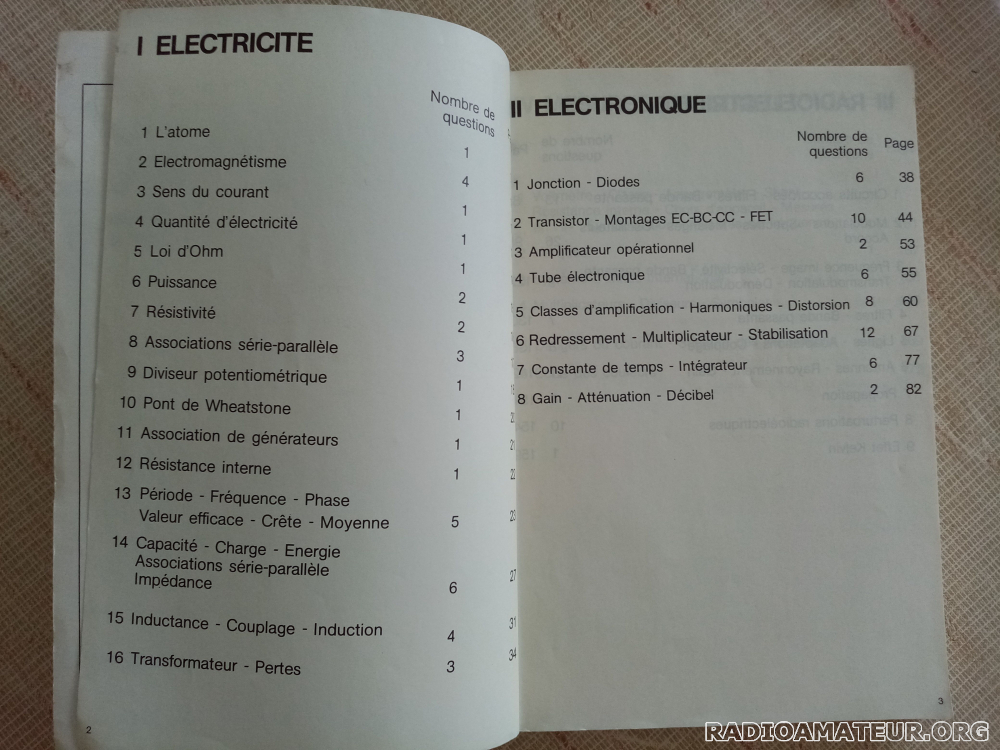 I ELECTRICITE
Nombre de
questions
1 L'atome 1
2 Electromagnétisme 4
3 Sens du courant 1
4 Quantité d'électricité 1
5 Loi d'Ohm 1
6 Puissance 2
7 Résistivité 2
8 Associations série-parallèle 3
9 Diviseur potentiométrique 1
10 Pont de Wheatstone 1
11 Association de générateurs 1
12 Résistance interne 1
13 Période - Fréquence - Phase
Valeur efficace - Crête - Moyenne 5 23
14 Capacité - Charge - Energie
Associations série-parallèle
Impédance 6 27
15 Inductance - Couplage - Induction 4 31
16 Transformateur - Pertes 3 34
2
II ELECTRONIQUE
Nombre de
questions Page
1 Jonction - Diodes 6 38
2 Transistor - Montages EC-BC-CC - FET 10 44
3 Amplificateur opérationnel 2 53
4 Tube électronique 6 55
5 Classes d'amplification - Harmoniques - Distorsion 8 60
6 Redressement - Multiplicateur - Stabilisation 12 67
7 Constante de temps - Intégrateur 6 77
8 Gain - Atténuation - Décibel 2 82
3
RADIOAMATEUR.ORG